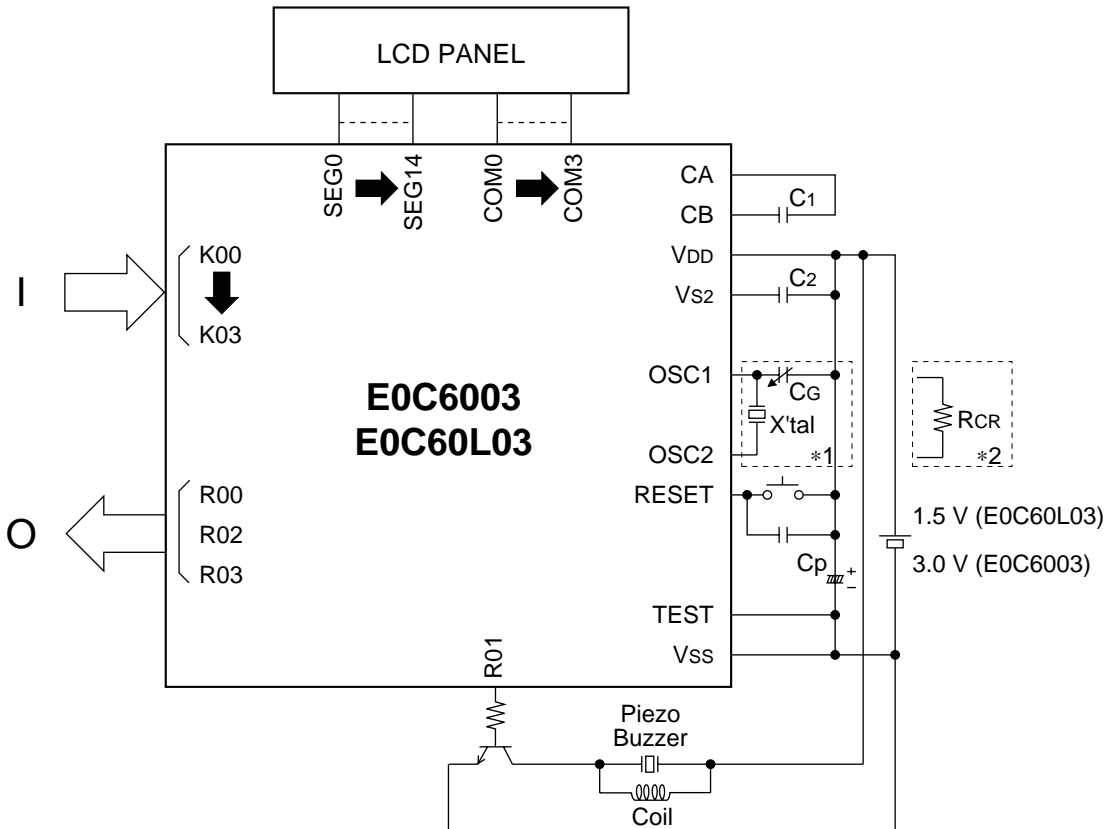 LCD PANEL
SEG0
SEG14
COM0
COM3
CA
CB
C1
VDD
VS2
C2
I
K00
K03
E0C6003
E0C60L03
OSC1
CG
X'tal
OSC2
*1
RCR
*2
RESET
O
R00
R02
R03
1.5 V (E0C60L03)
3.0 V (E0C6003)
Cp
+
–
TEST
VSS
R01
Piezo
Buzzer
Coil